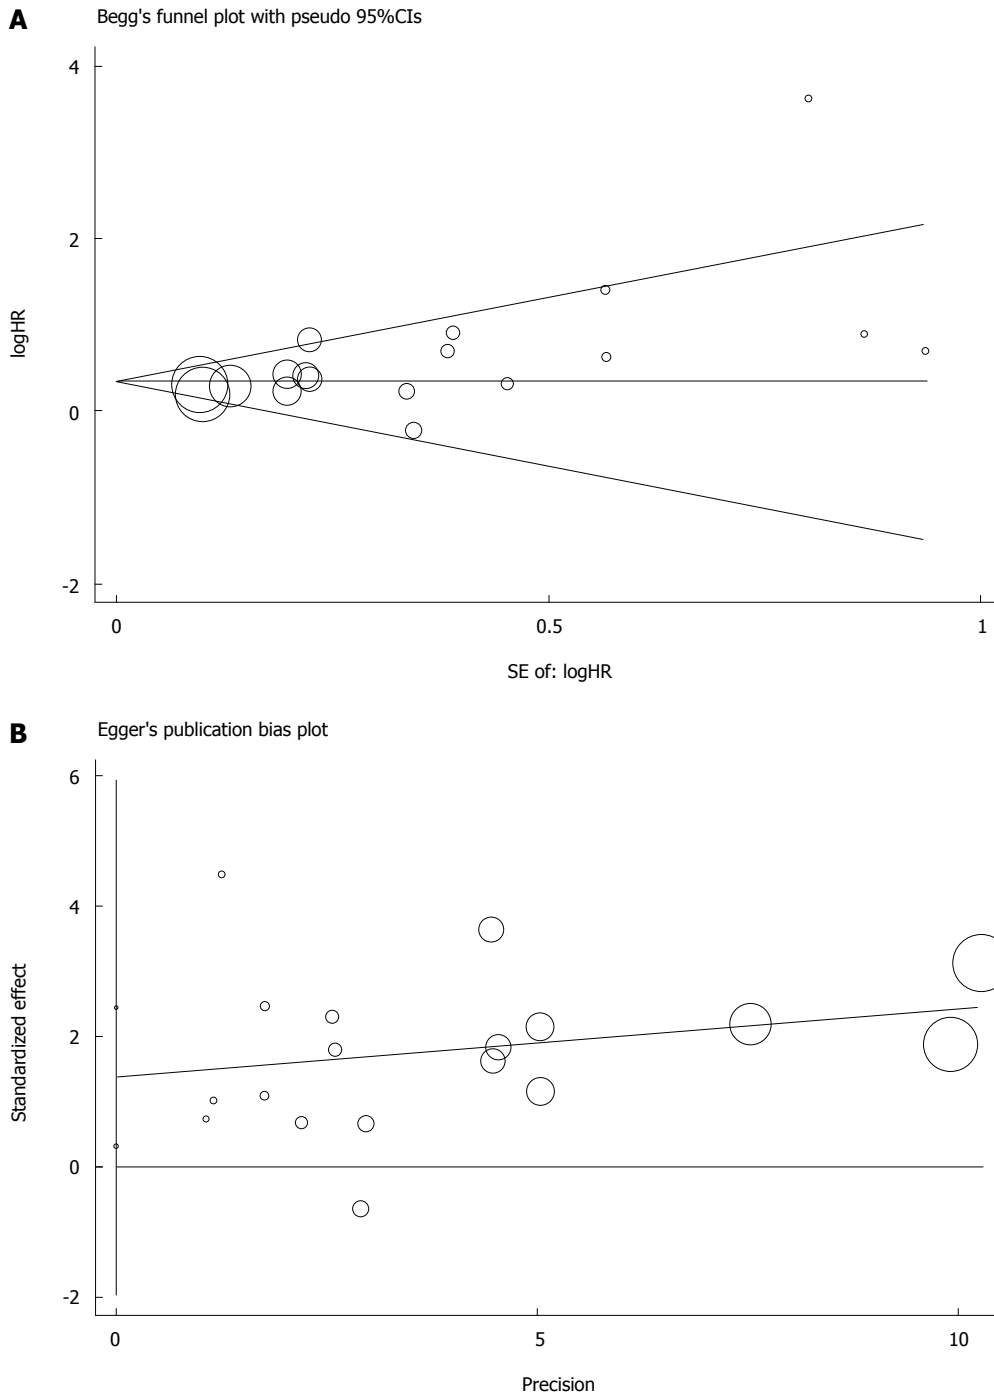 A
Begg's funnel plot with pseudo 95%CIs
4
2
0
-2
logHR
0
0.5
1
SE of: logHR
B
Egger's publication bias plot
6
4
2
0
-2
Standardized effect
0
5
10
Precision